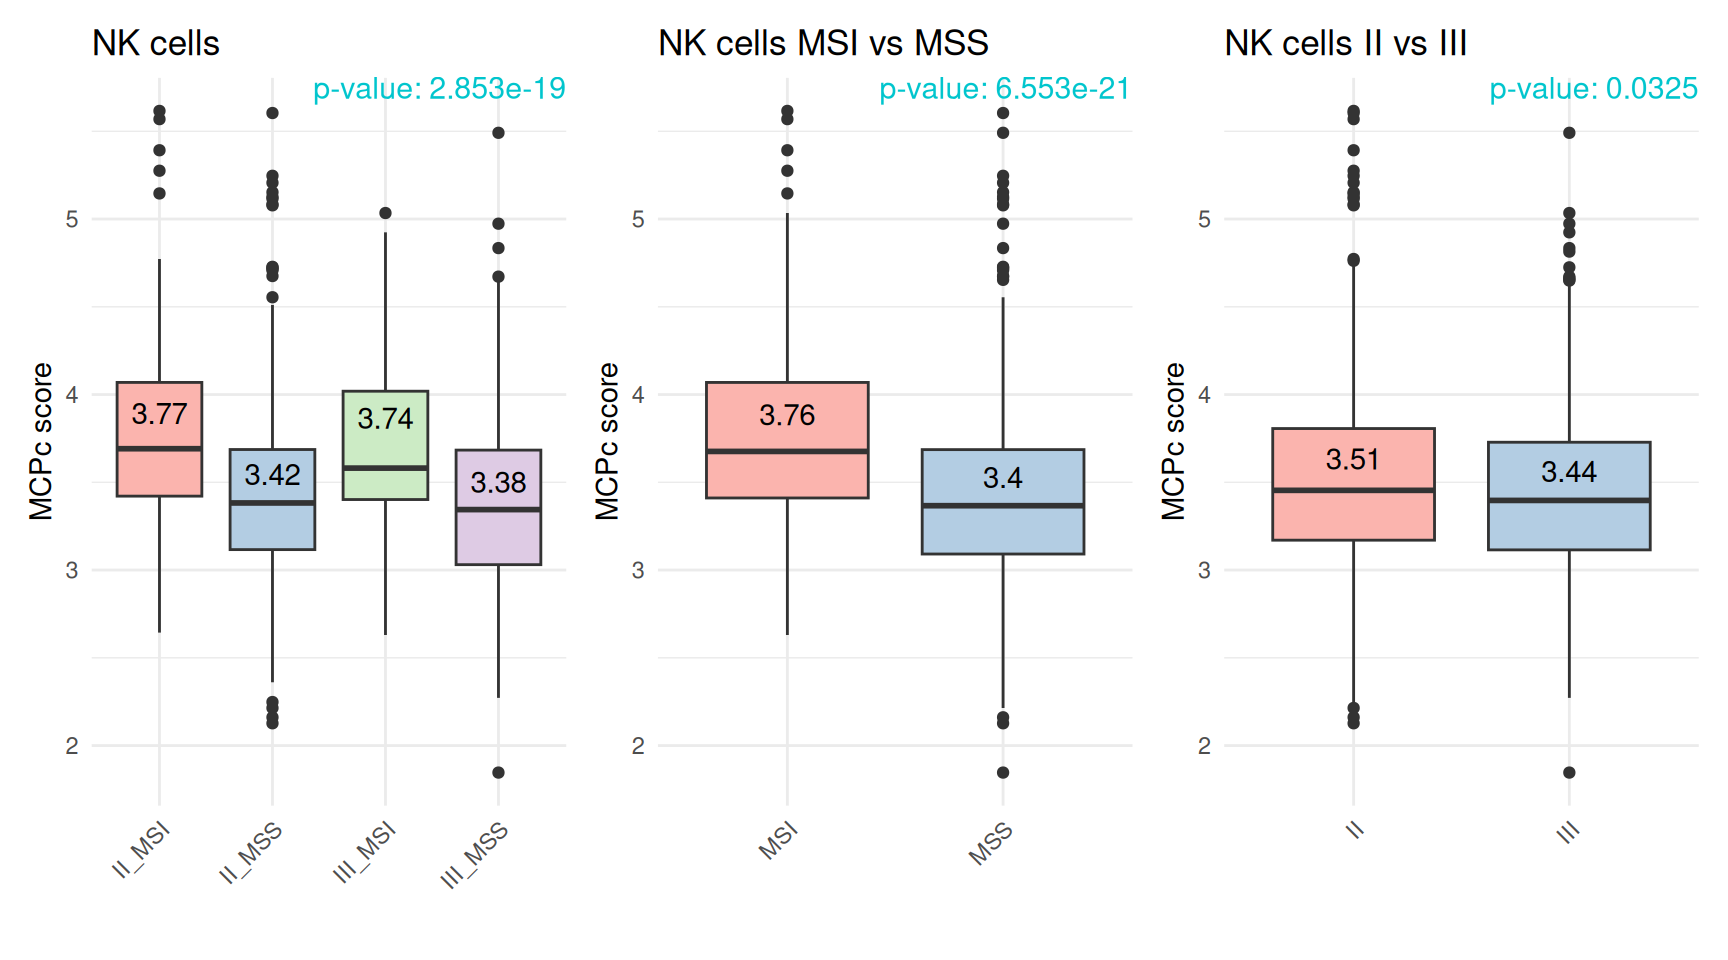 NK cells
p-value: 2.853e-19
MCPc score
5
4
3
2
3.77
3.42
3.74
3.38
II_MSI
II_MSS
III_MSI
III_MSS
NK cells MSI vs MSS
p-value: 6.553e-21
MCPc score
5
4
3
2
3.76
3.4
MSI
MSS
NK cells II vs III
p-value: 0.0325
MCPc score
5
4
3
2
3.51
3.44
II
III